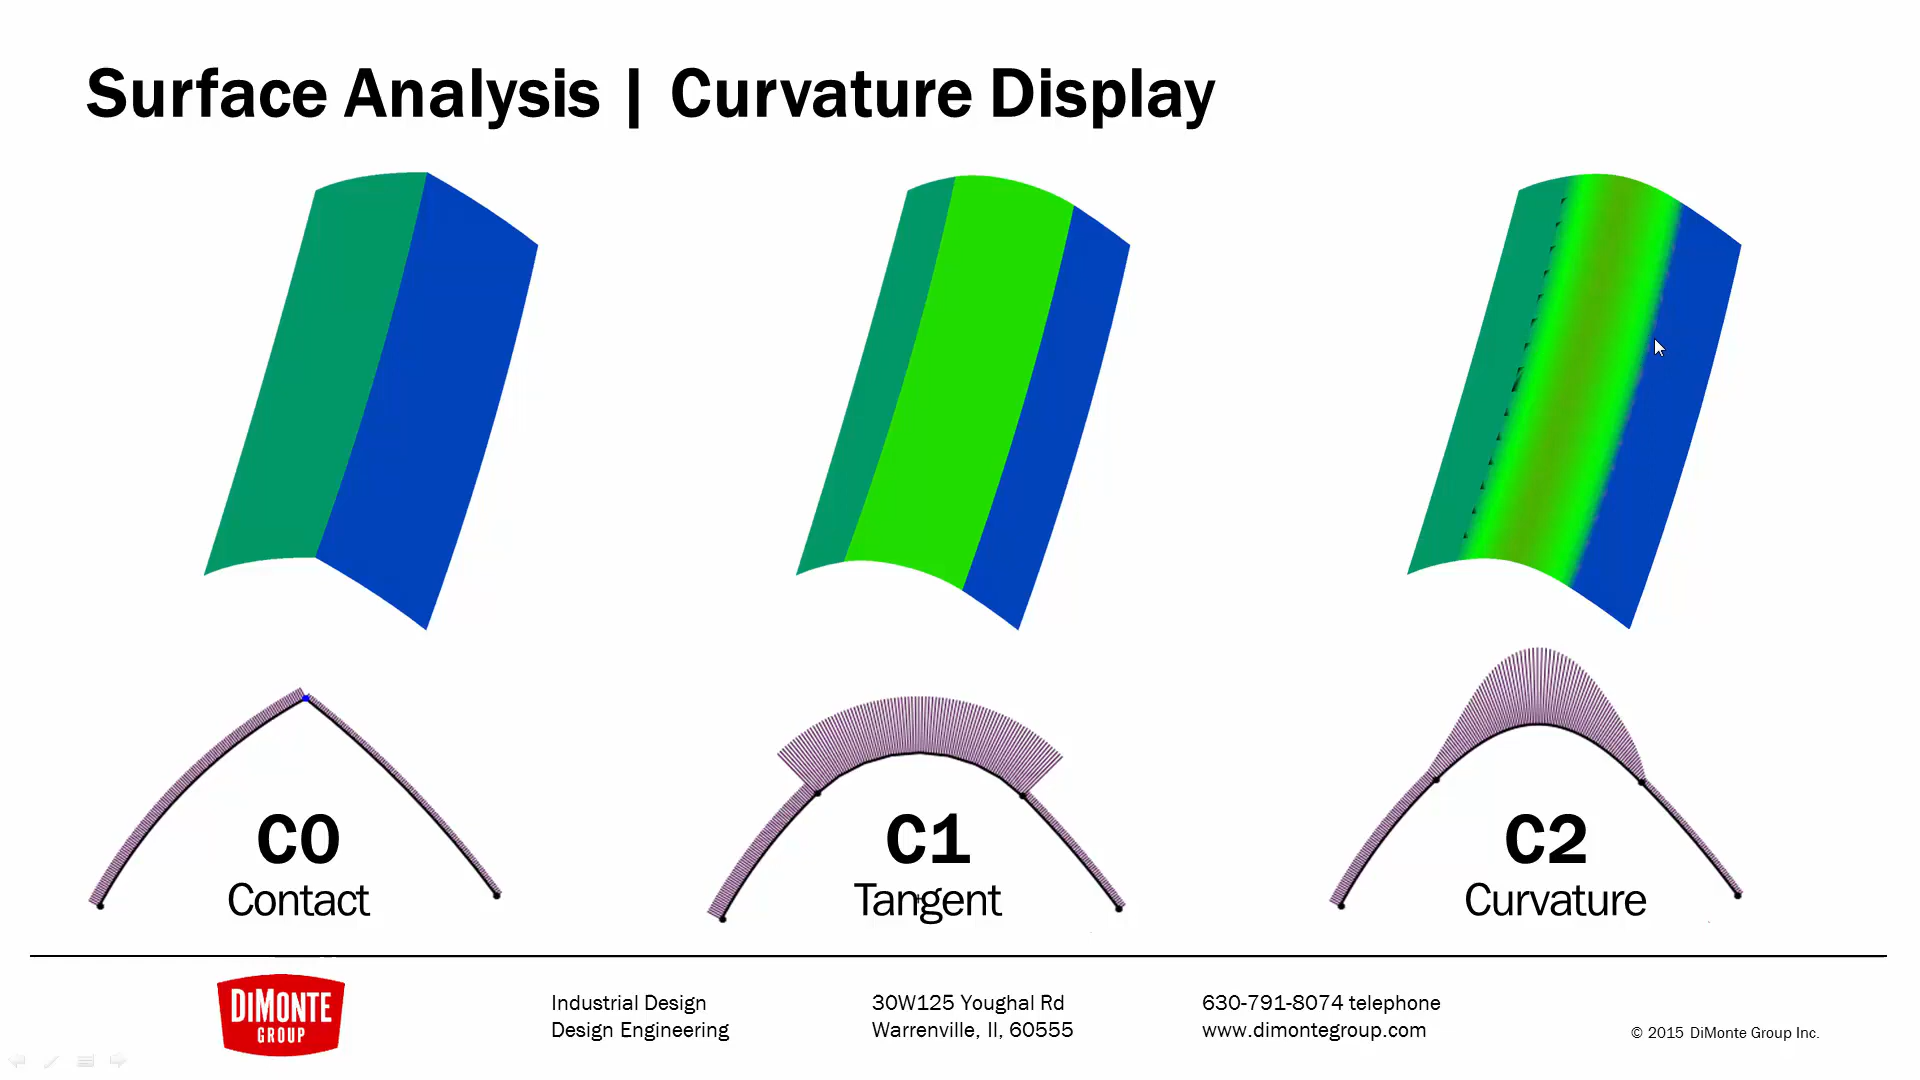 Surface Analysis | Curvature Display
C0
Contact
C1
Tangent
C2
Curvature
DIMONTE
GROUP
Industrial Design
Design Engineering
30W125 Youghal Rd
Warrenville, Il, 60555
630-791-8074 telephone
www.dimontegroup.com
© 2015 DiMonte Group Inc.